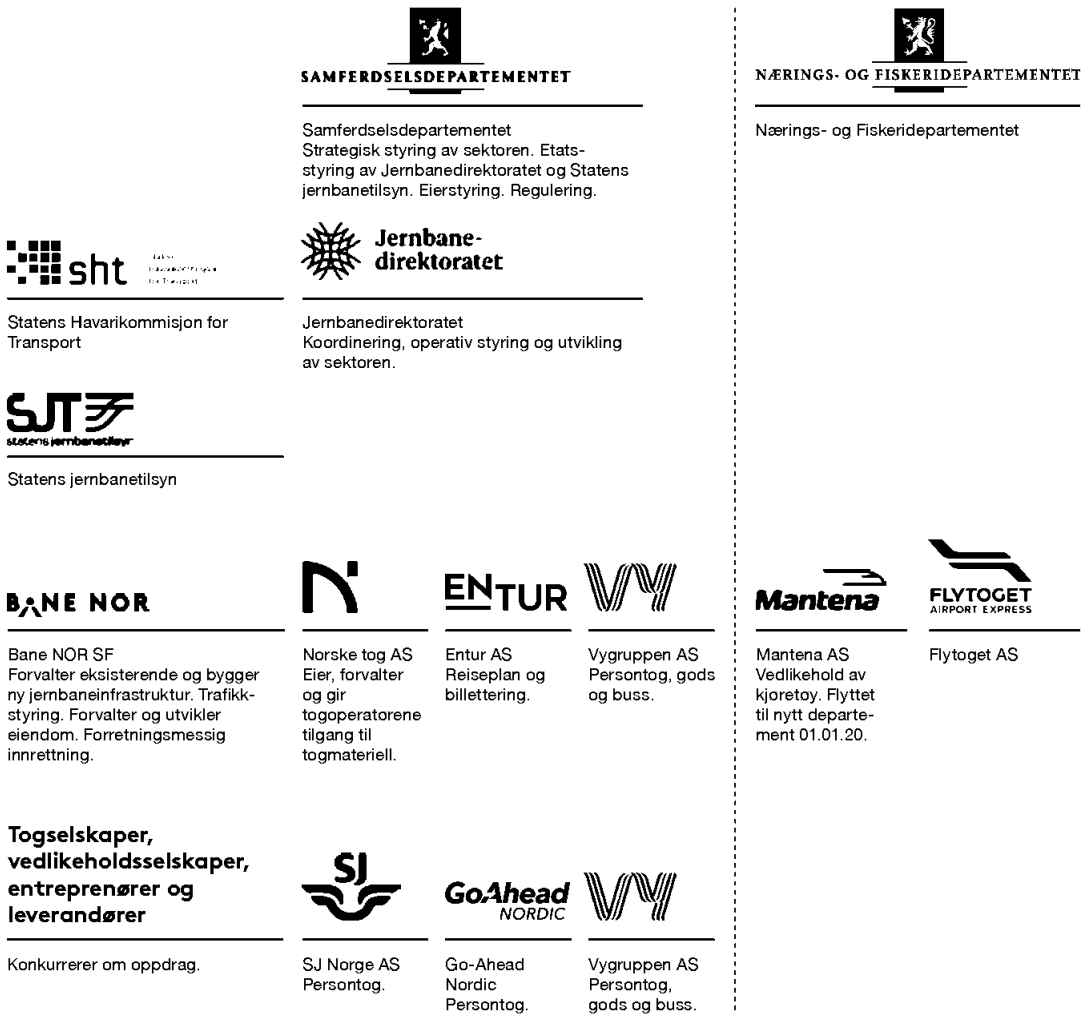 SAMFERDSELSDEPARTEMENTET
Samferdselsdepartementet
Strategisk styring av sektoren. Etats-
styring av Jernbanedirektoratet og Statens
jernbanetilsyn. Eierstyring. Regulering.
NÆRINGS- OG FISKERIDEPARTEMENTET
Nærings- og Fiskeridepartementet
sht
Statens Havarikommisjon for
Transport
Jernbane-
direktoratet
Jernbanedirektoratet
Koordinering, operativ styring og utvikling
av sektoren.
SJT
statens jernbanetilsyn
Statens jernbanetilsyn
BANE NOR
Bane NOR SF
Forvalter eksisterende og bygger
ny jernbaneinfrastruktur. Trafikk-
styring. Forvalter og utvikler
eiendom. Forretningsmessig
innrettning.
Norske tog AS
Eier, forvalter
og gir
togoperatørene
tilgang til
togmateriell.
ENTUR
Entur AS
Reiseplan og
billettering.
VY
Vygruppen AS
Persontog, gods
og buss.
Mantena
Mantena AS
Vedlikehold av
kjøretøy. Flyttet
til nytt departe-
ment 01.01.20.
FLYTOGET
AIRPORT EXPRESS
Flytoget AS
Togselskaper,
vedlikeholdsselskaper,
entreprenører og
leverandører
Konkurrerer om oppdrag.
SJ
SJ Norge AS
Persontog.
GoAhead
NORDIC
Go-Ahead
Nordic
Persontog.
VY
Vygruppen AS
Persontog,
gods og buss.